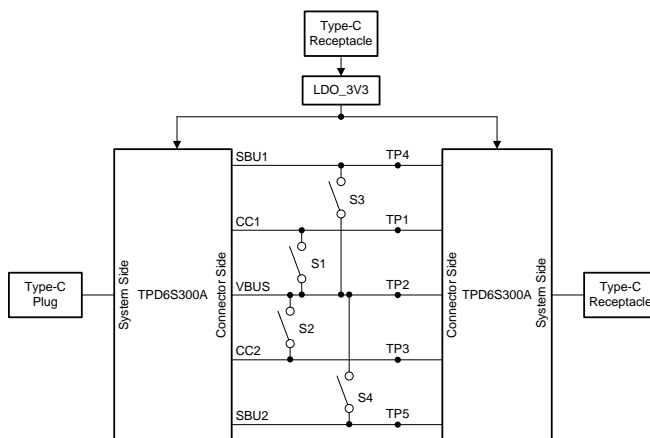 Type-C
Receptacle
LDO_3V3
SBU1
TP4
S3
CC1
TP1
S1
Type-C
Plug
System Side
TPD6S300A
Connector Side
VBUS
TP2
Connector Side
TPD6S300A
System Side
Type-C
Receptacle
S2
CC2
TP3
S4
SBU2
TP5